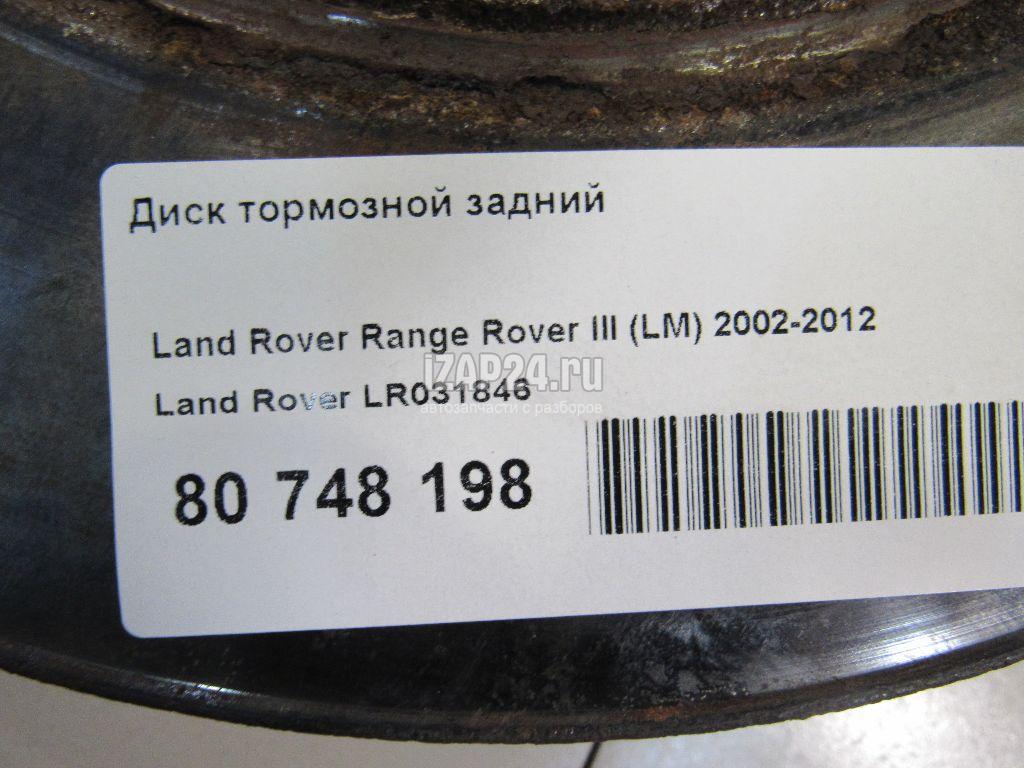 Диск тормозной задний
Land Rover Range Rover III (LM) 2002-2012
iZAP24.ru
Land Rover LR031846
автозапчасти с разборов
80 748 198